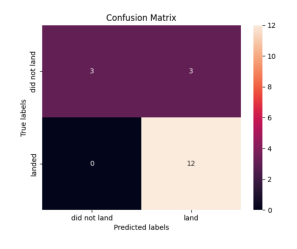 Confusion Matrix
did not land
3
3
landed
0
12
True labels
did not land
land
Predicted labels
12
10
8
6
4
2
0